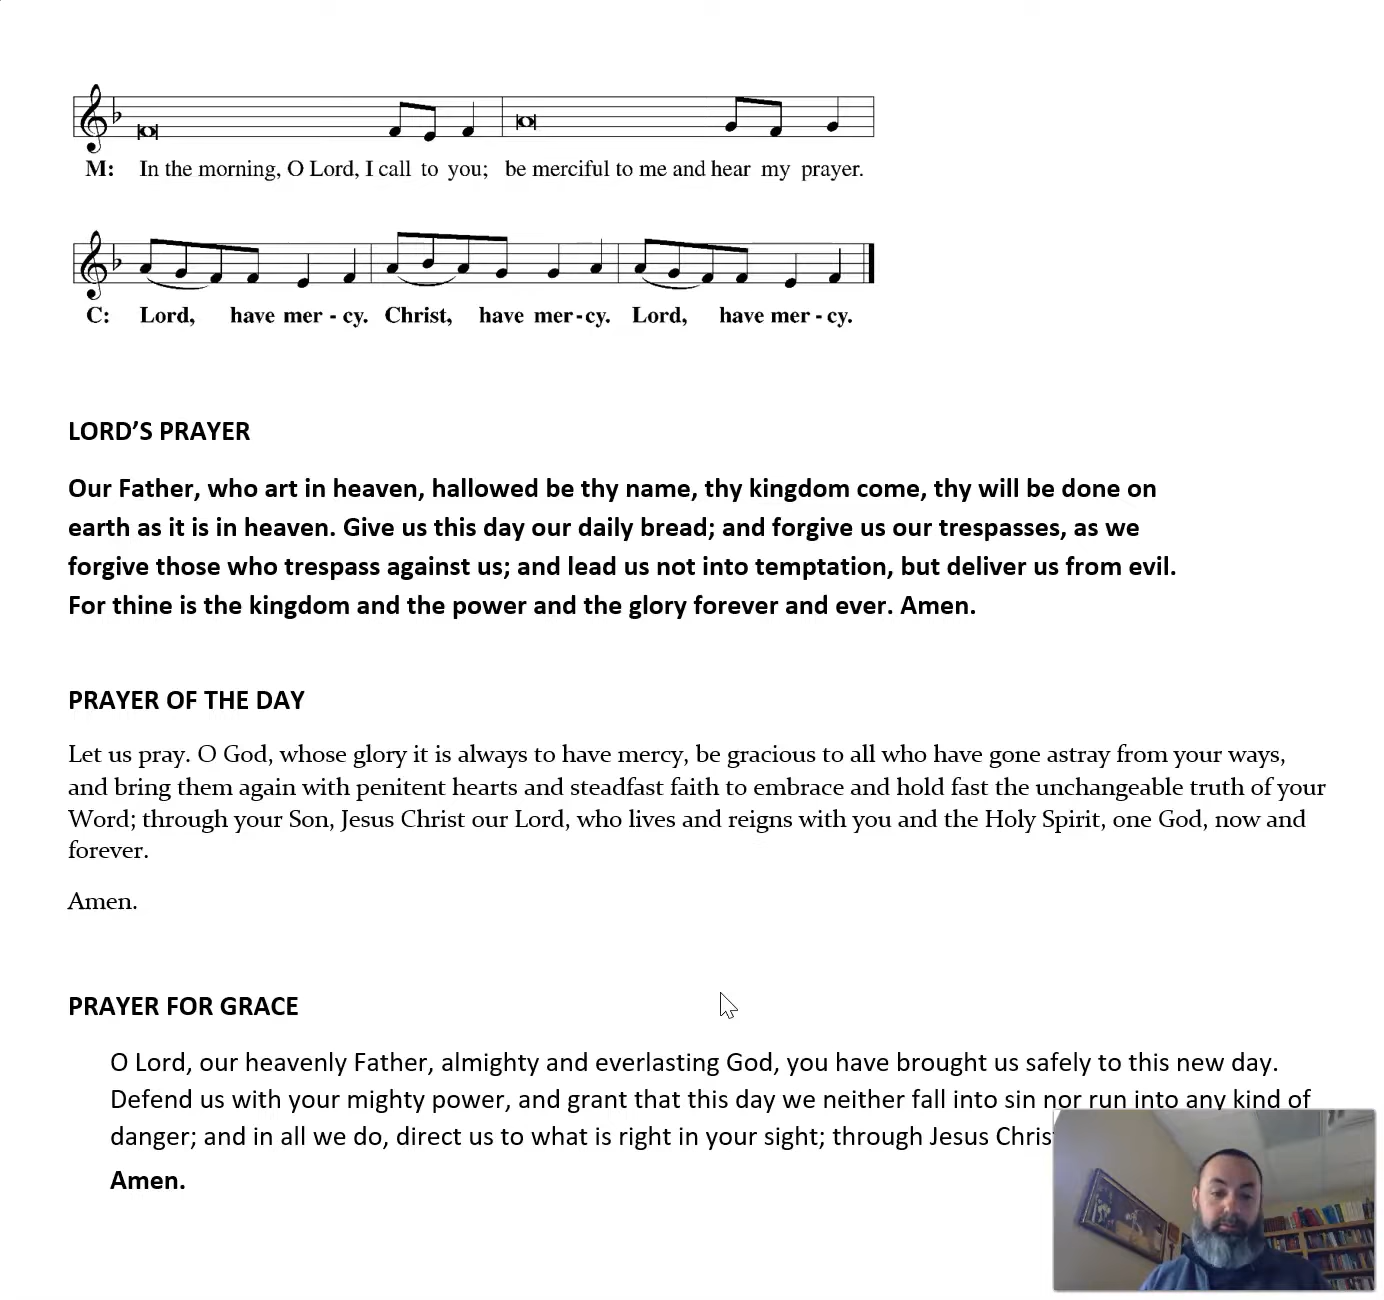 M: In the morning, O Lord, I call to you; be merciful to me and hear my prayer.
C: Lord, have mer - cy. Christ, have mer - cy. Lord, have mer - cy.
LORD’S PRAYER
Our Father, who art in heaven, hallowed be thy name, thy kingdom come, thy will be done on
earth as it is in heaven. Give us this day our daily bread; and forgive us our trespasses, as we
forgive those who trespass against us; and lead us not into temptation, but deliver us from evil.
For thine is the kingdom and the power and the glory forever and ever. Amen.
PRAYER OF THE DAY
Let us pray. O God, whose glory it is always to have mercy, be gracious to all who have gone astray from your ways,
and bring them again with penitent hearts and steadfast faith to embrace and hold fast the unchangeable truth of your
Word; through your Son, Jesus Christ our Lord, who lives and reigns with you and the Holy Spirit, one God, now and
forever.
Amen.
PRAYER FOR GRACE
O Lord, our heavenly Father, almighty and everlasting God, you have brought us safely to this new day.
Defend us with your mighty power, and grant that this day we neither fall into sin nor run into any kind of
danger; and in all we do, direct us to what is right in your sight; through Jesus
Amen.